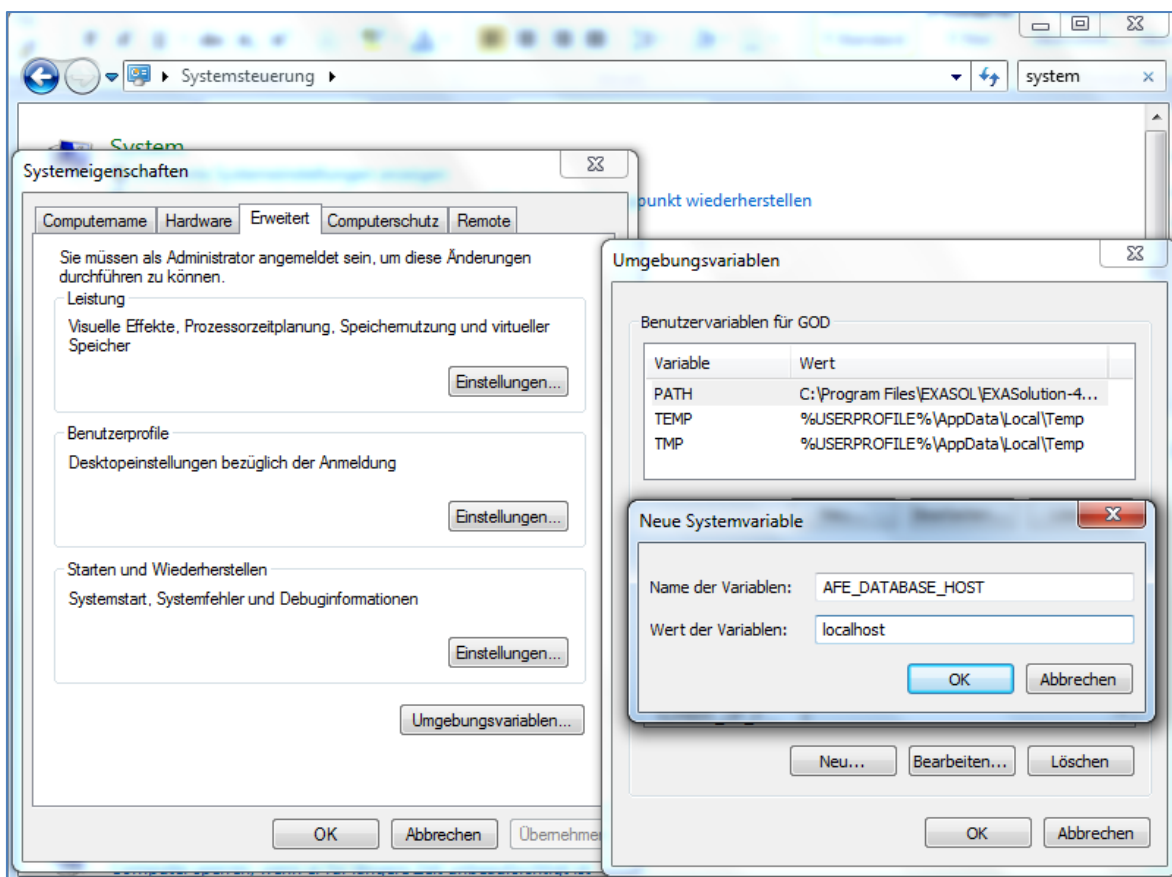 Systemsteuerung
system
System
punkt wiederherstellen
Systemeigenschaften
Computername Hardware Erweitert Computerschutz Remote
Sie müssen als Administrator angemeldet sein, um diese Änderungen
durchführen zu können.
Leistung
Visuelle Effekte, Prozessorzeitplanung, Speichernutzung und virtueller
Speicher
Einstellungen...
Benutzerprofile
Desktopeinstellungen bezüglich der Anmeldung
Einstellungen...
Starten und Wiederherstellen
Systemstart, Systemfehler und Debuginformationen
Einstellungen...
Umgebungsvariablen...
OK Abbrechen Übernehmen
Umgebungsvariablen
Benutzervariablen für GOD
Variable Wert
PATH C:\Program Files\EXASOL\EXASolution-4...
TEMP %USERPROFILE%\AppData\Local\Temp
TMP %USERPROFILE%\AppData\Local\Temp
Neue Systemvariable
Name der Variablen: AFE_DATABASE_HOST
Wert der Variablen: localhost
OK Abbrechen
Neu... Bearbeiten... Löschen
OK Abbrechen